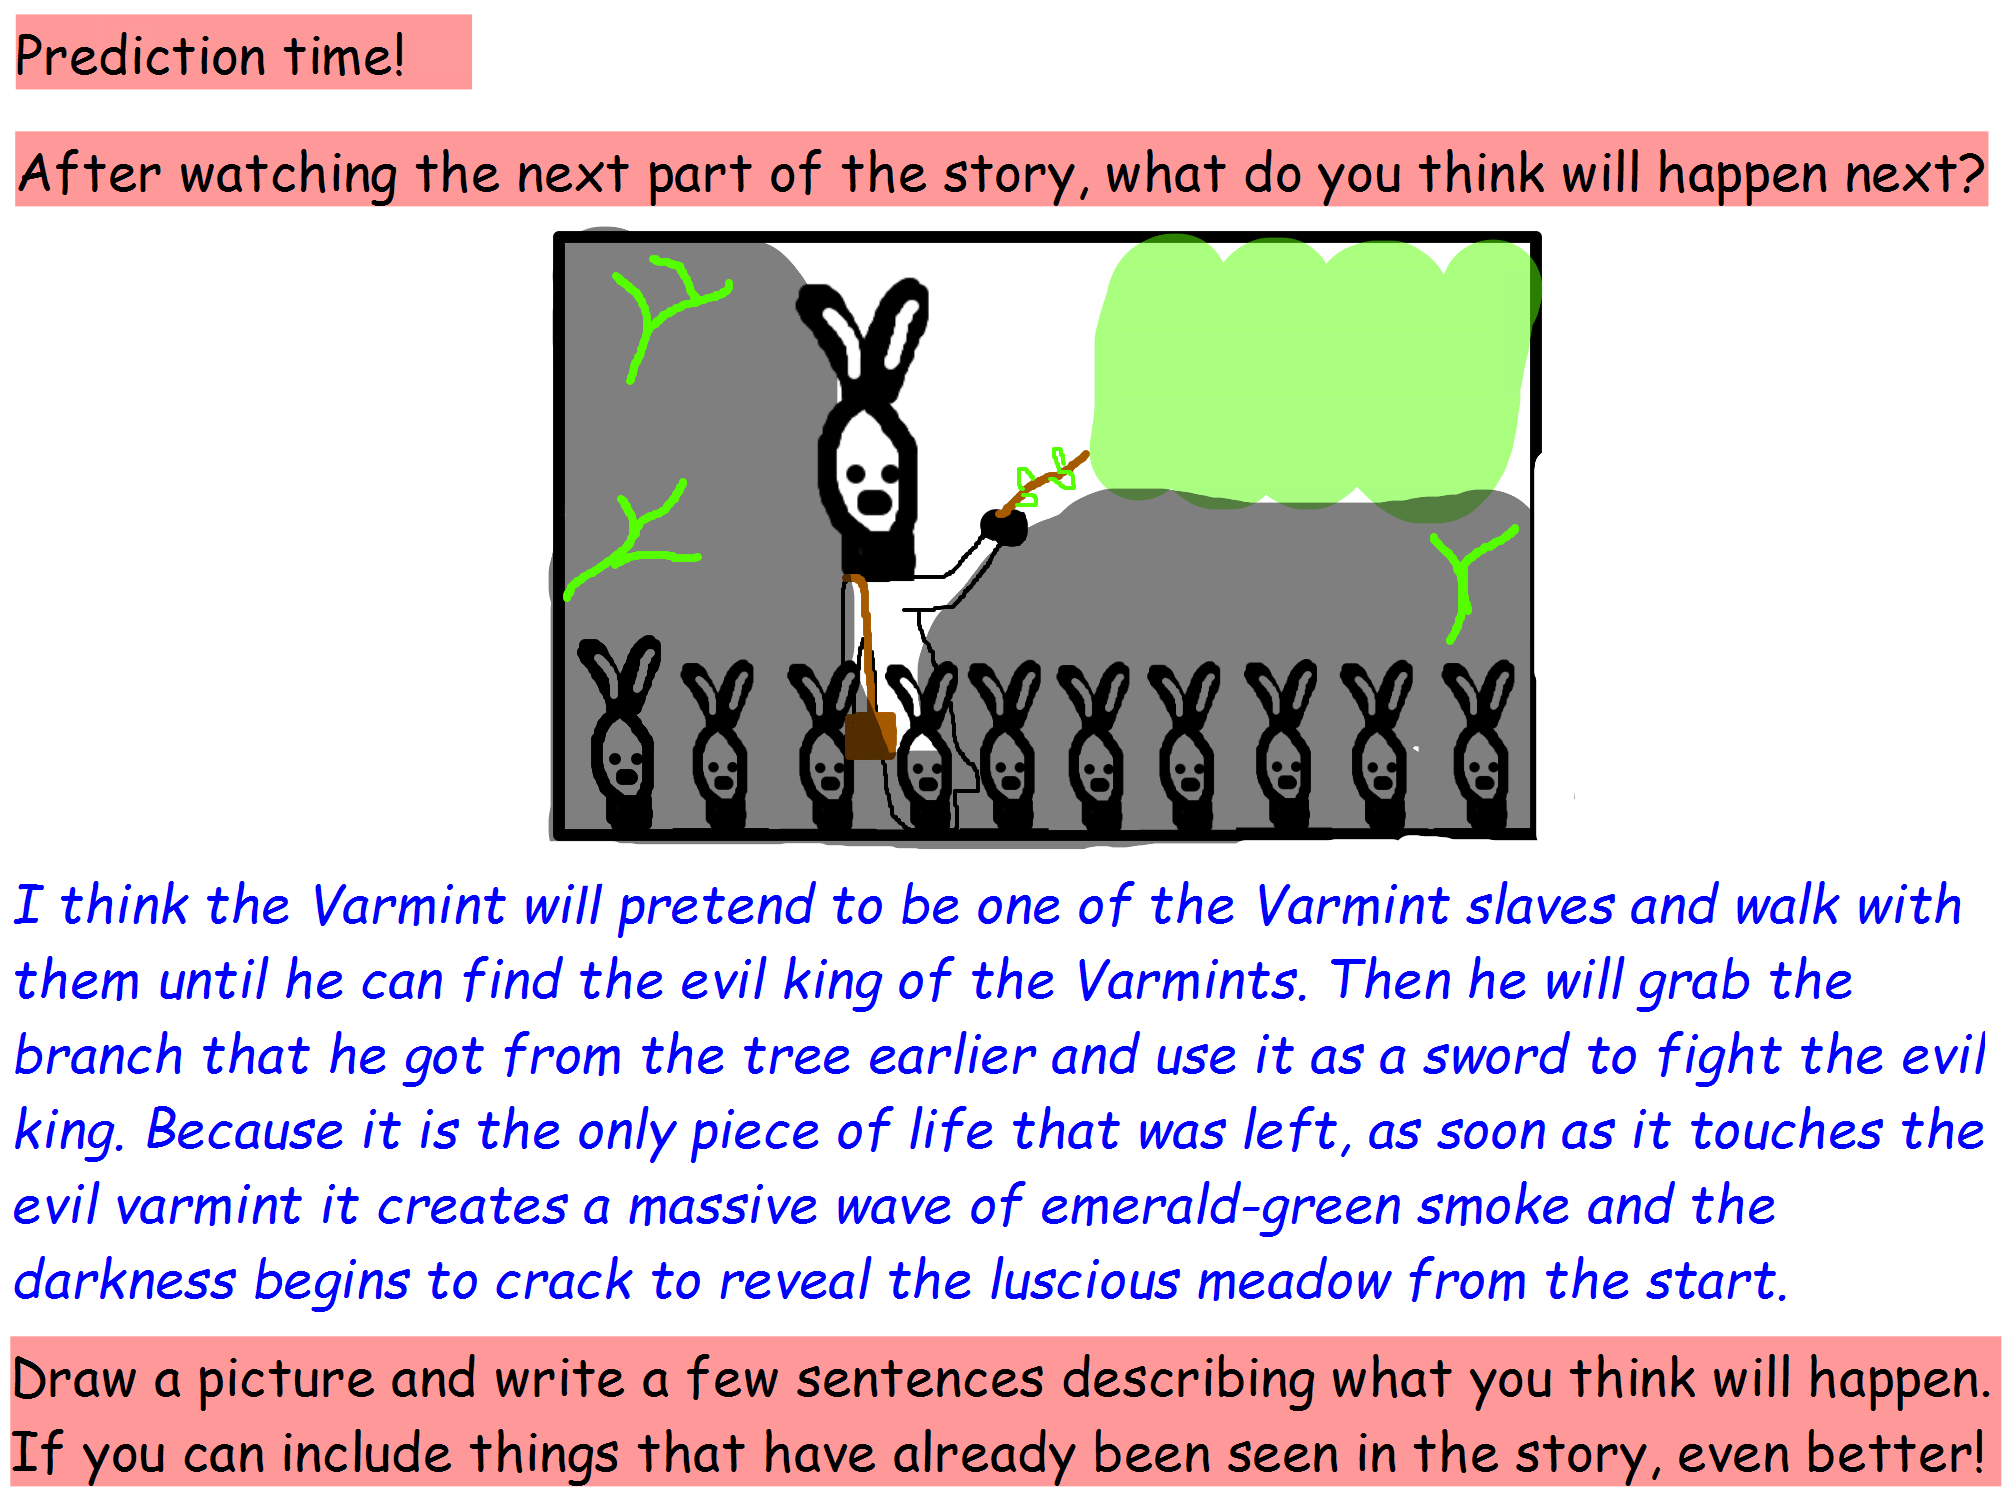 Prediction time!
After watching the next part of the story, what do you think will happen next?
I think the Varmint will pretend to be one of the Varmint slaves and walk with
them until he can find the evil king of the Varmints. Then he will grab the
branch that he got from the tree earlier and use it as a sword to fight the evil
king. Because it is the only piece of life that was left, as soon as it touches the
evil varmint it creates a massive wave of emerald-green smoke and the
darkness begins to crack to reveal the luscious meadow from the start.
Draw a picture and write a few sentences describing what you think will happen.
If you can include things that have already been seen in the story, even better!